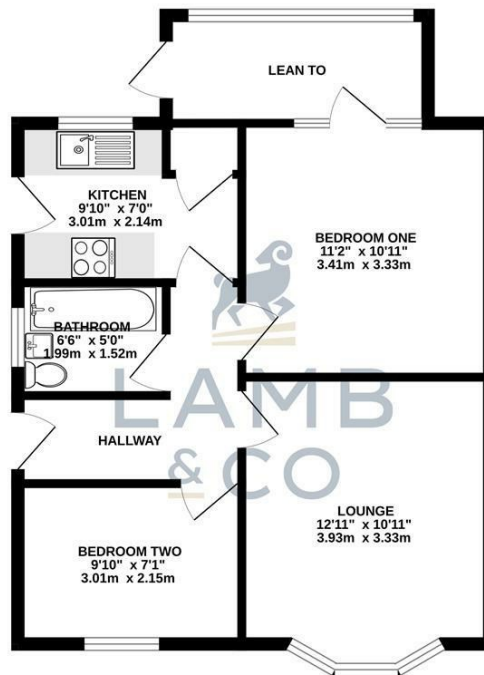 LEAN TO
KITCHEN
9'10" x 7'0"
3.01m x 2.14m
BEDROOM ONE
11'2" x 10'11"
3.41m x 3.33m
BATHROOM
6'6" x 5'0"
1.99m x 1.52m
LAMB
& CO
HALLWAY
LOUNGE
12'11" x 10'11"
3.93m x 3.33m
BEDROOM TWO
9'10" x 7'1"
3.01m x 2.15m